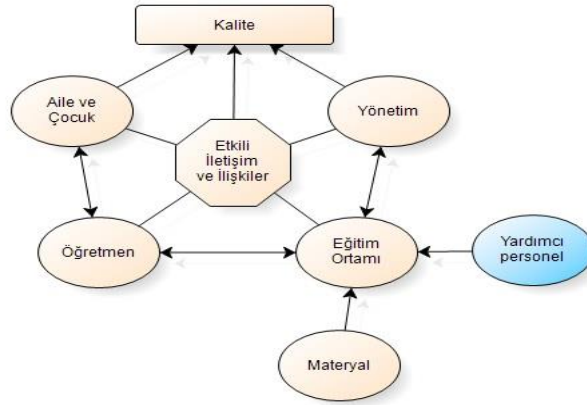 Kalite
Aile ve
Çocuk
Yönetim
Etkili
İletişim
ve İlişkiler
Öğretmen
Eğitim
Ortamı
Yardımcı
personel
Materyal